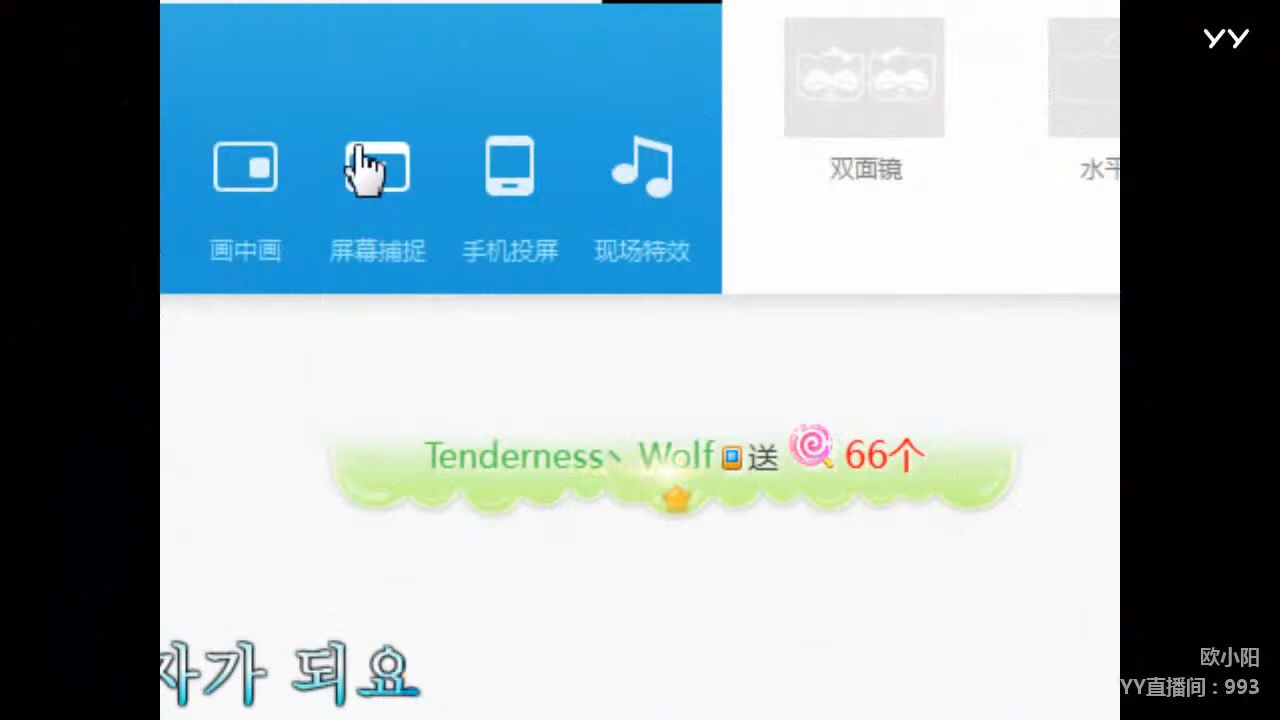 YY
双面镜
水平
画中画
屏幕捕捉
手机投屏
现场特效
Tenderness丶 Wolf送 66个
자가 되요
欧小阳
YY直播间：993